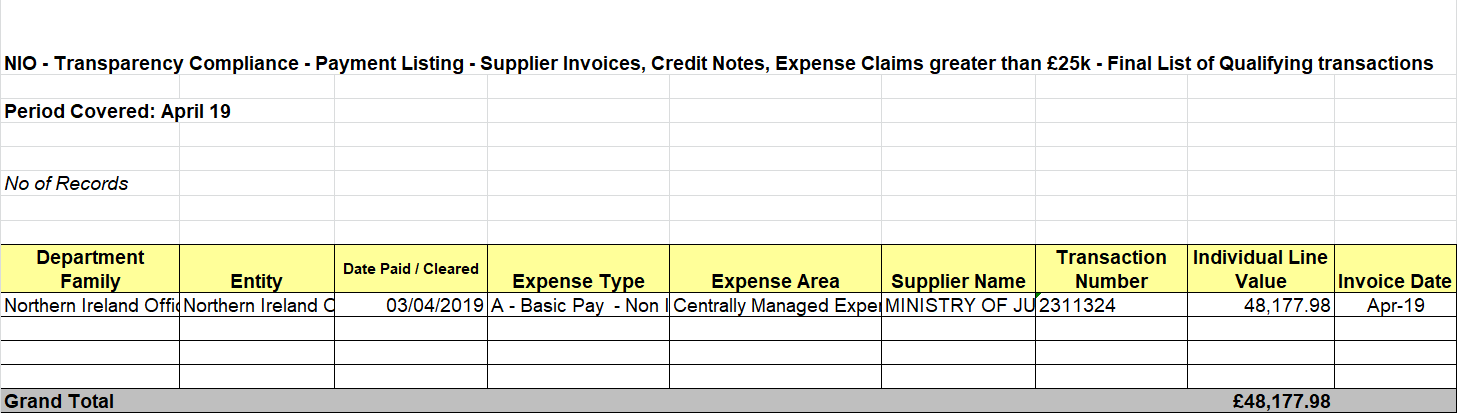 NIO - Transparency Compliance - Payment Listing - Supplier Invoices, Credit Notes, Expense Claims greater than £25k - Final List of Qualifying transactions
Period Covered: April 19
No of Records
Department Family Entity Date Paid / Cleared Expense Type Expense Area Supplier Name Transaction Number Individual Line Value Invoice Date
Northern Ireland Offic Northern Ireland O 03/04/2019 A - Basic Pay - Non I Centrally Managed Exper MINISTRY OF JU 2311324 48,177.98 Apr-19
Grand Total £48,177.98